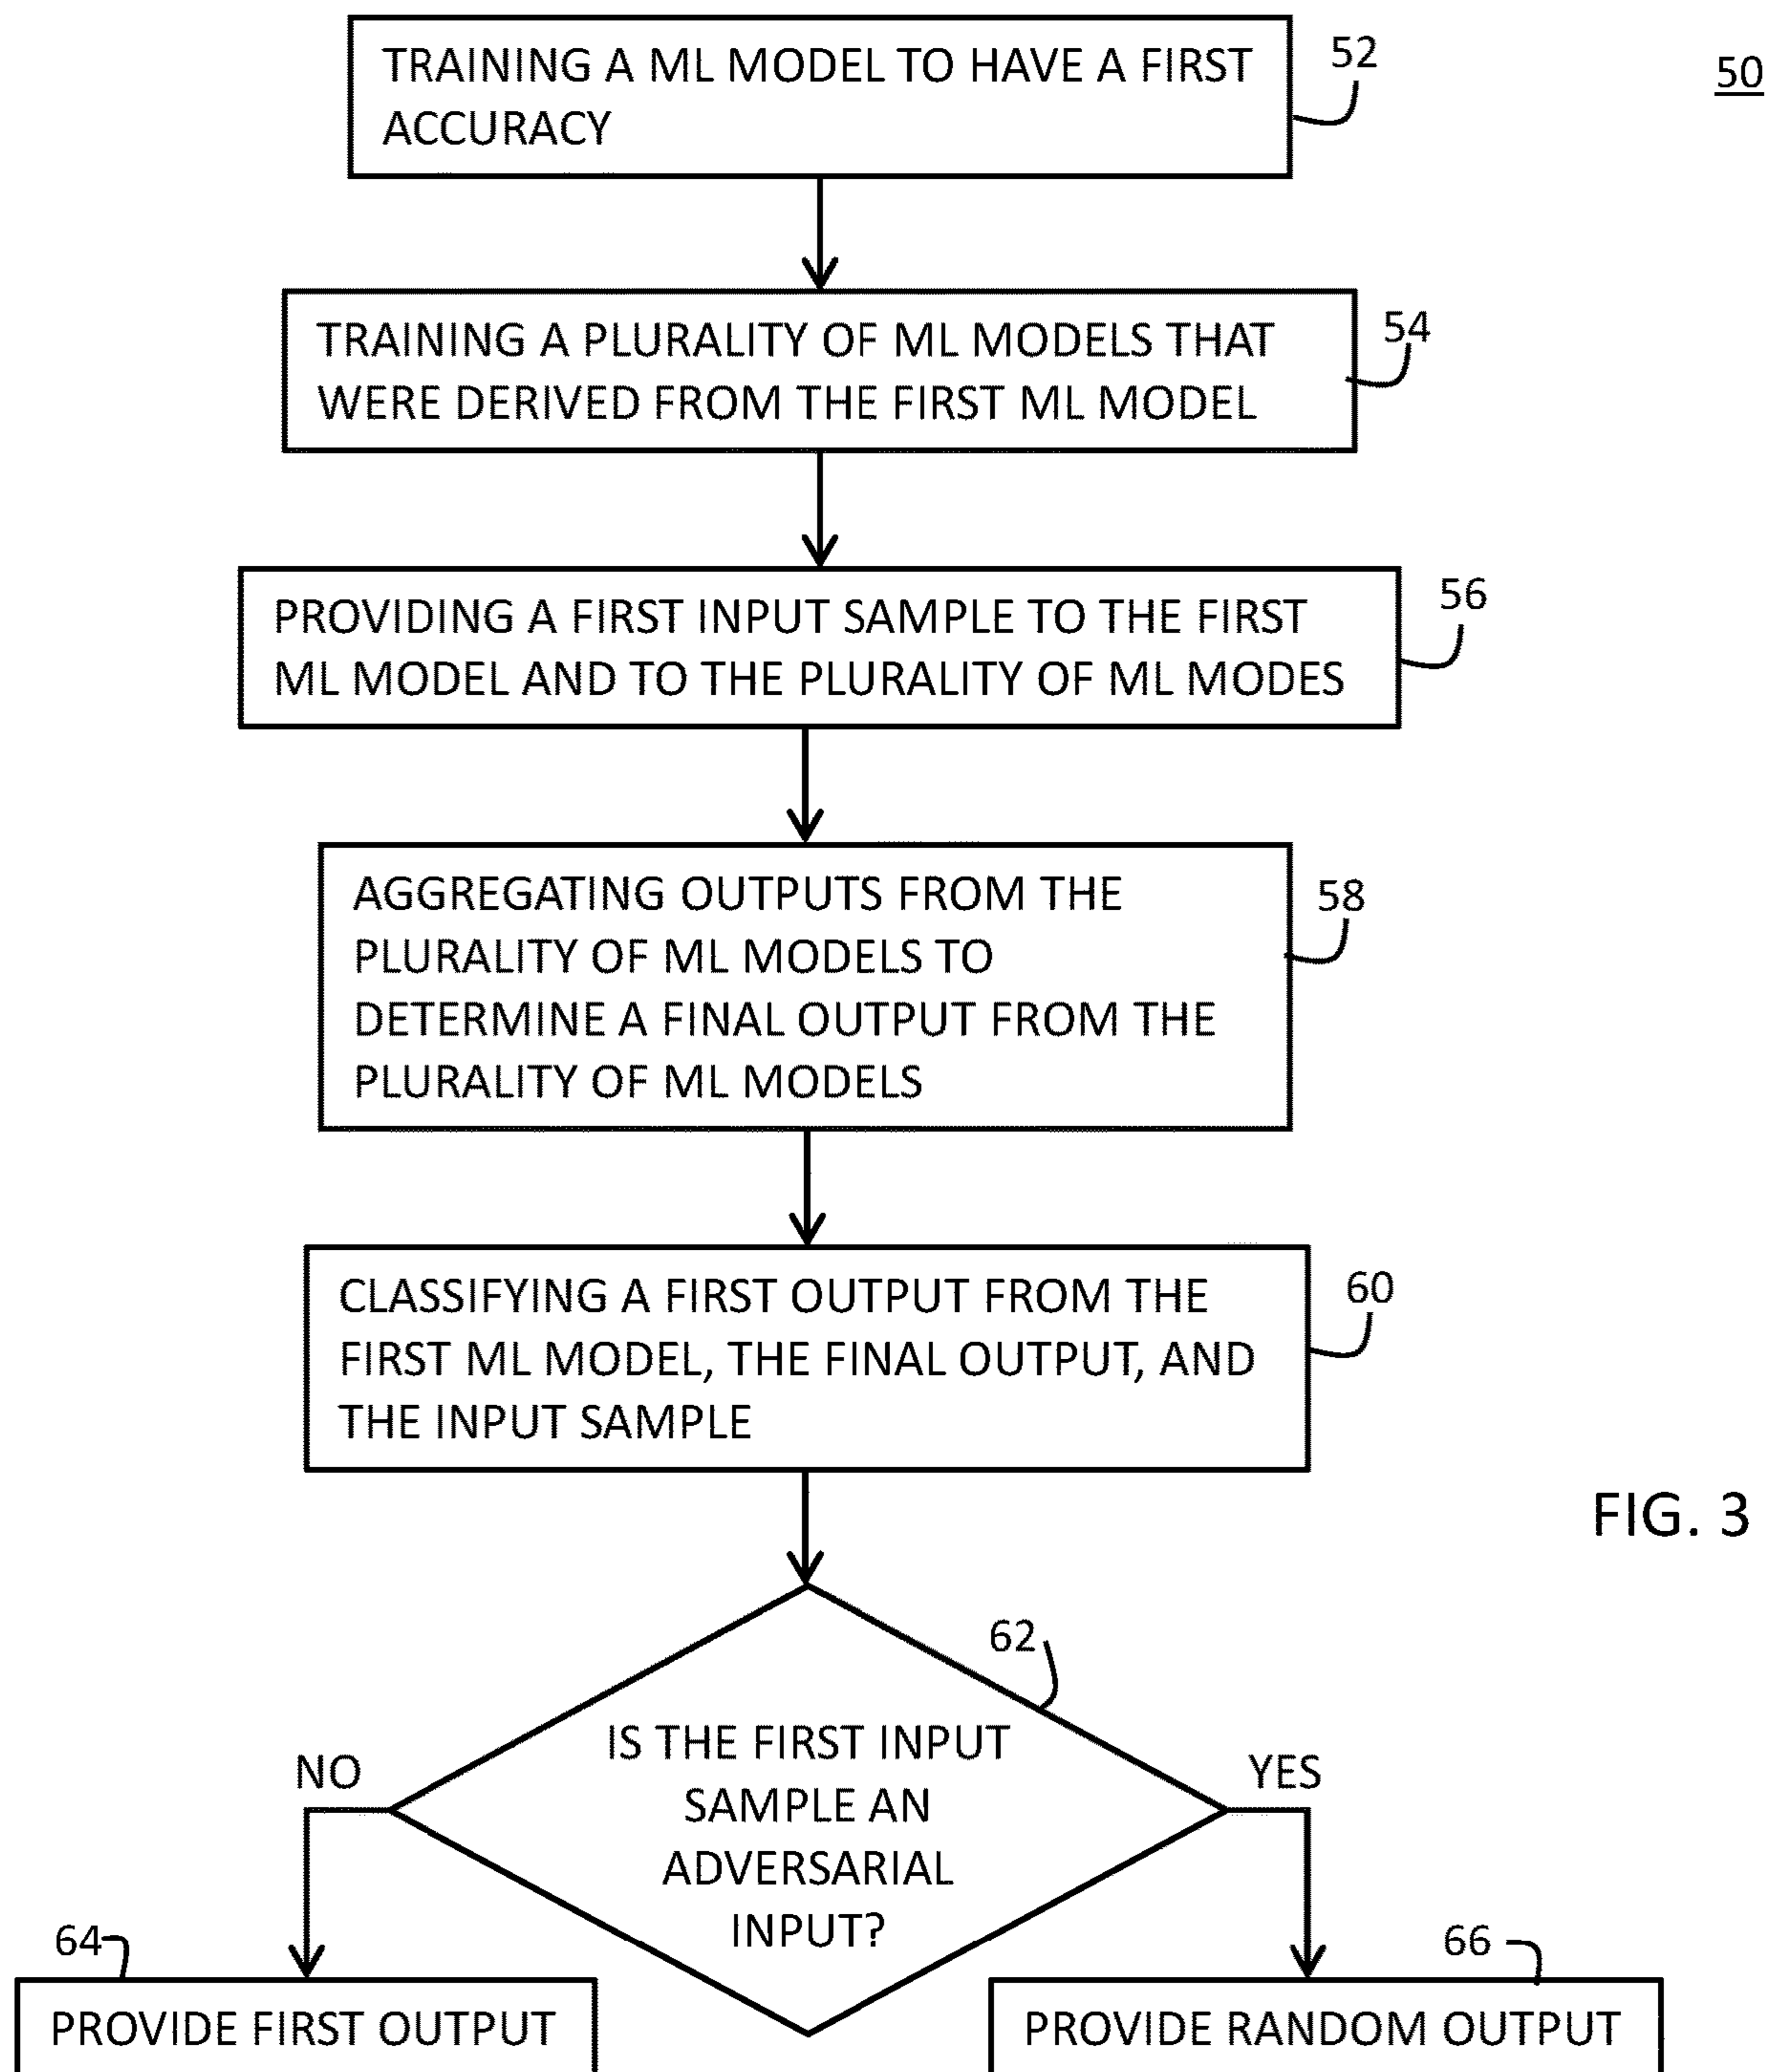 TRAINING A ML MODEL TO HAVE A FIRST
ACCURACY
52
50
TRAINING A PLURALITY OF ML MODELS THAT
WERE DERIVED FROM THE FIRST ML MODEL
54
PROVIDING A FIRST INPUT SAMPLE TO THE FIRST
ML MODEL AND TO THE PLURALITY OF ML MODES
56
AGGREGATING OUTPUTS FROM THE
PLURALITY OF ML MODELS TO
DETERMINE A FINAL OUTPUT FROM THE
PLURALITY OF ML MODELS
58
CLASSIFYING A FIRST OUTPUT FROM THE
FIRST ML MODEL, THE FINAL OUTPUT, AND
THE INPUT SAMPLE
60
FIG. 3
62
IS THE FIRST INPUT
SAMPLE AN
ADVERSARIAL
INPUT?
NO
YES
64
PROVIDE FIRST OUTPUT
66
PROVIDE RANDOM OUTPUT